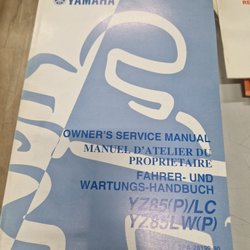 YAMAHA
OWNER'S SERVICE MANUAL
MANUEL D'ATELIER DU
PROPRIETAIRE
FAHRER- UND
WARTUNGS-HANDBUCH
YZ85(P)/LC
YZ85LW(P)